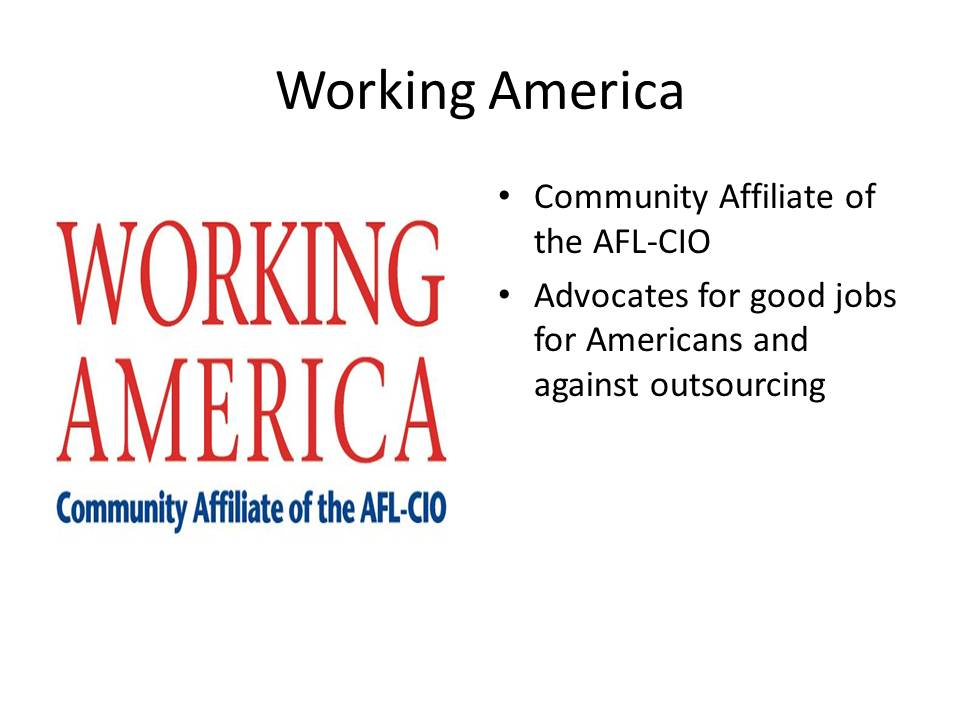 Working America
WORKING
AMERICA
Community Affiliate of the AFL-CIO
• Community Affiliate of
the AFL-CIO
• Advocates for good jobs
for Americans and
against outsourcing